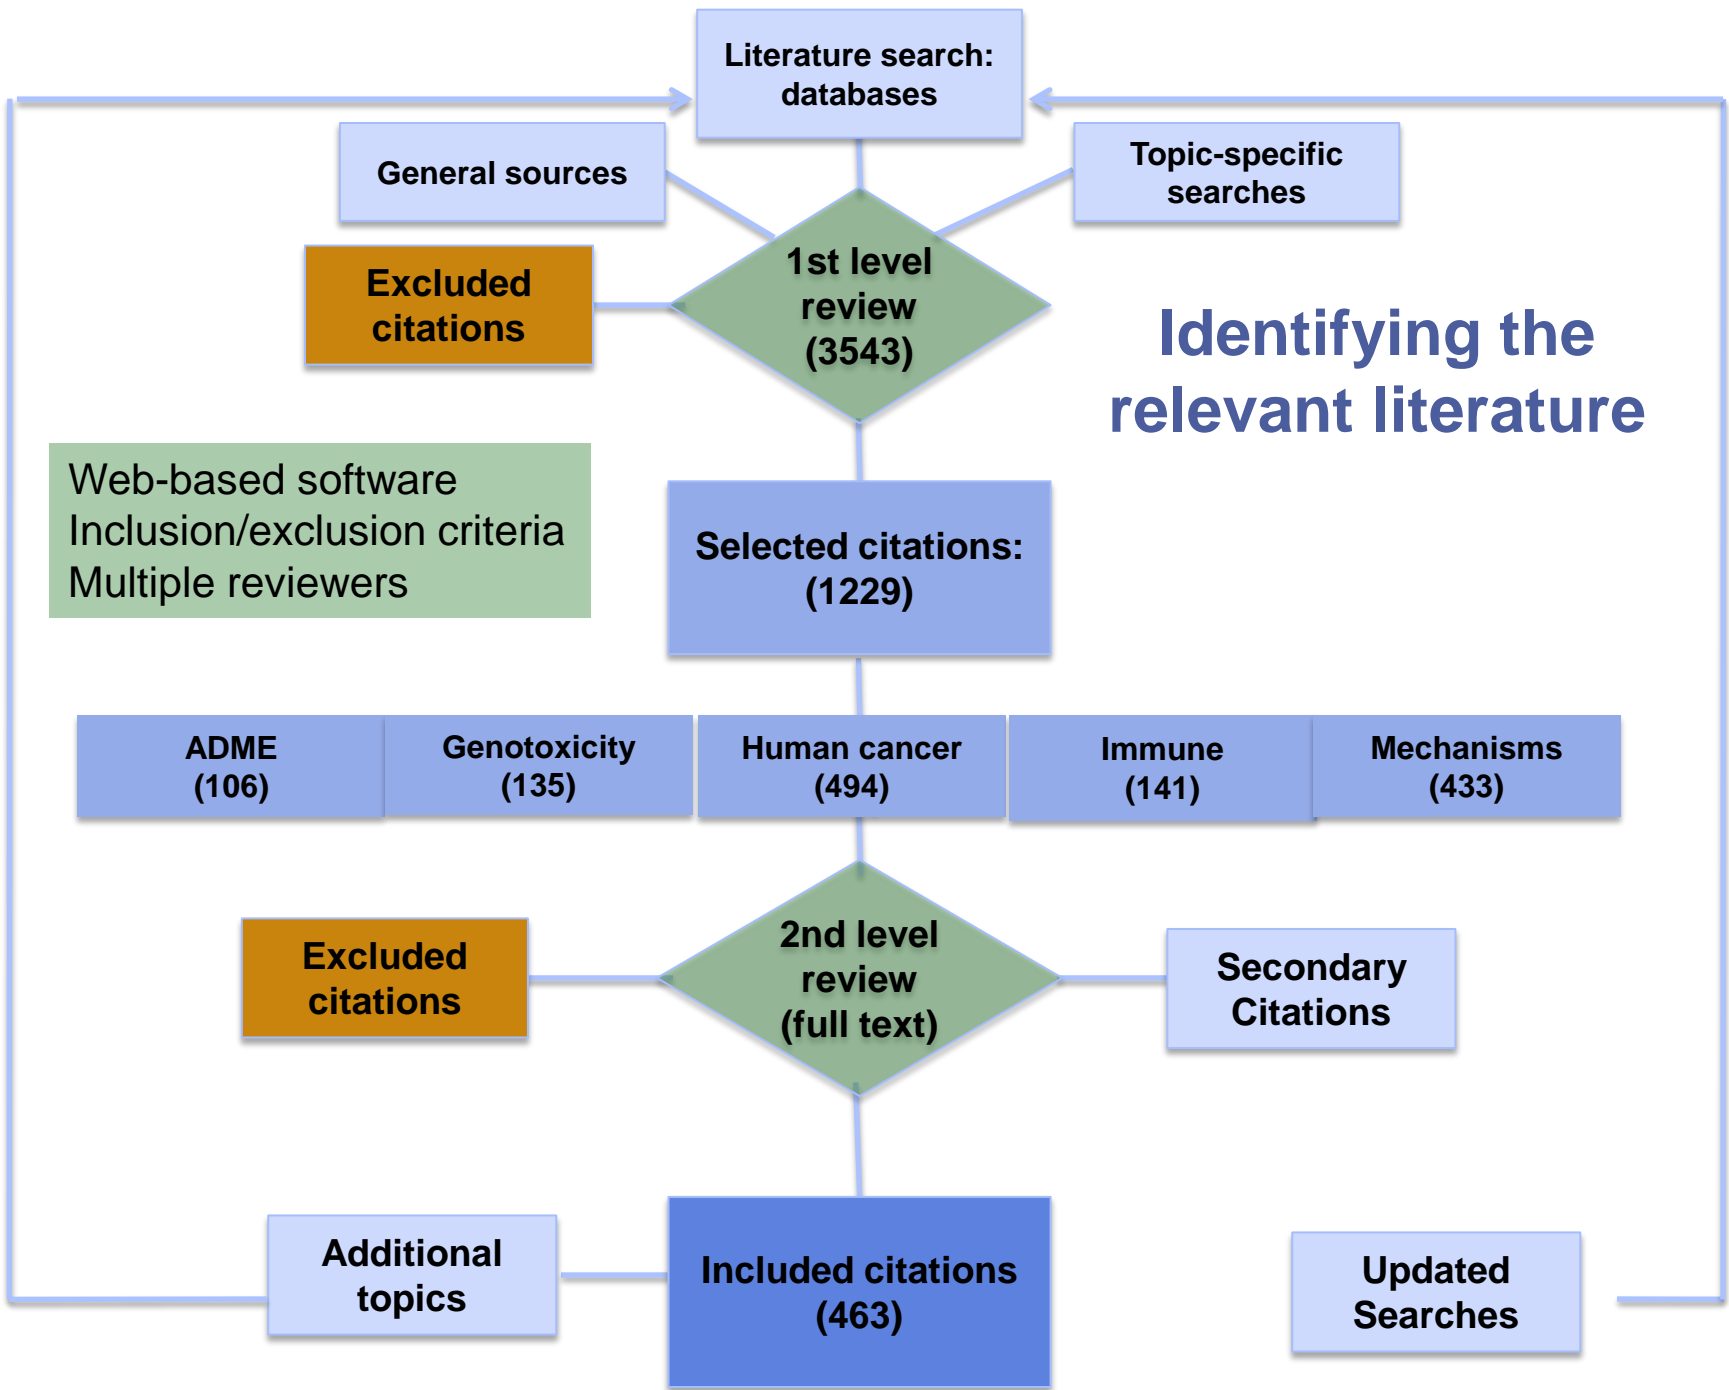 Literature search:
databases
General sources
Topic-specific
searches
Excluded
citations
1st level
review
(3543)
Identifying the
relevant literature
Web-based software
Inclusion/exclusion criteria
Multiple reviewers
Selected citations:
(1229)
ADME
(106)
Genotoxicity
(135)
Human cancer
(494)
Immune
(141)
Mechanisms
(433)
Excluded
citations
2nd level
review
(full text)
Secondary
Citations
Additional
topics
Included citations
(463)
Updated
Searches